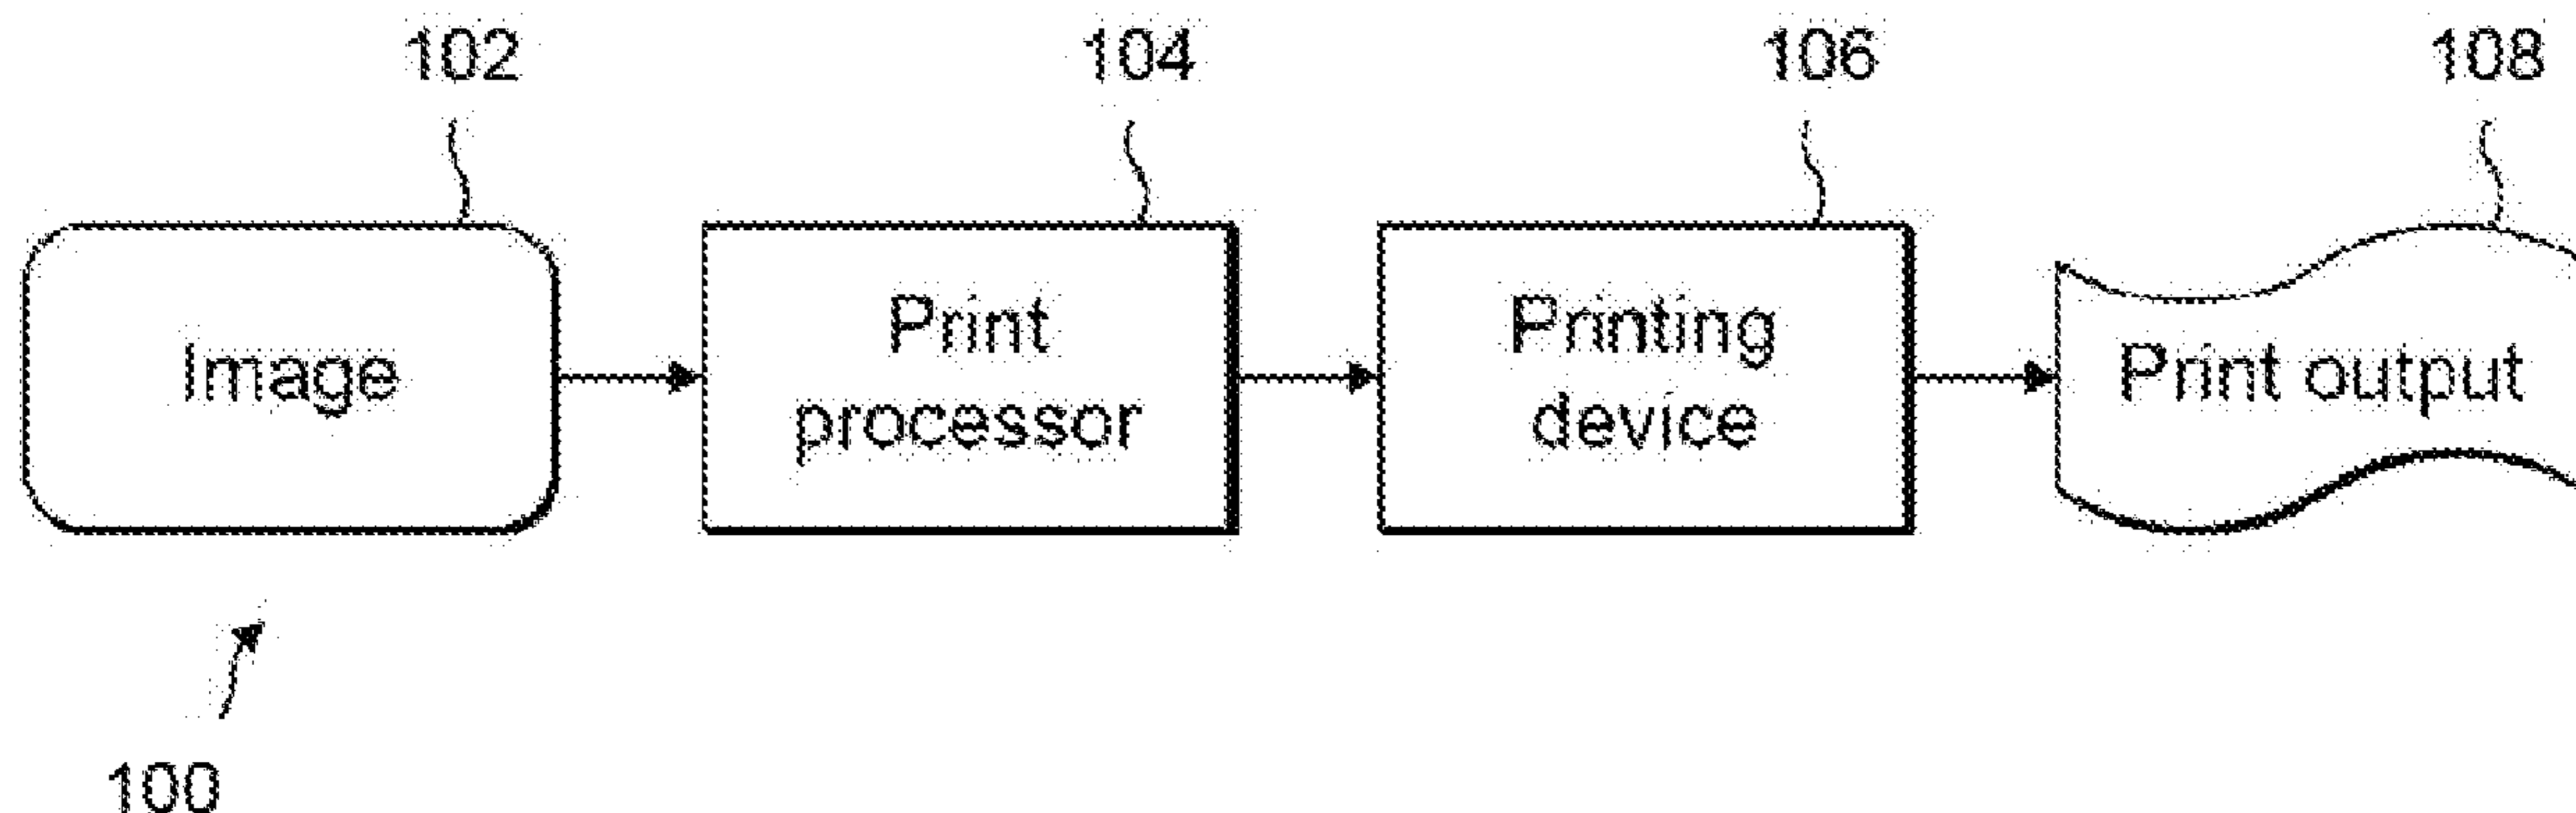 102
104
106
108
Image
Print
processor
Printing
device
Print output
100